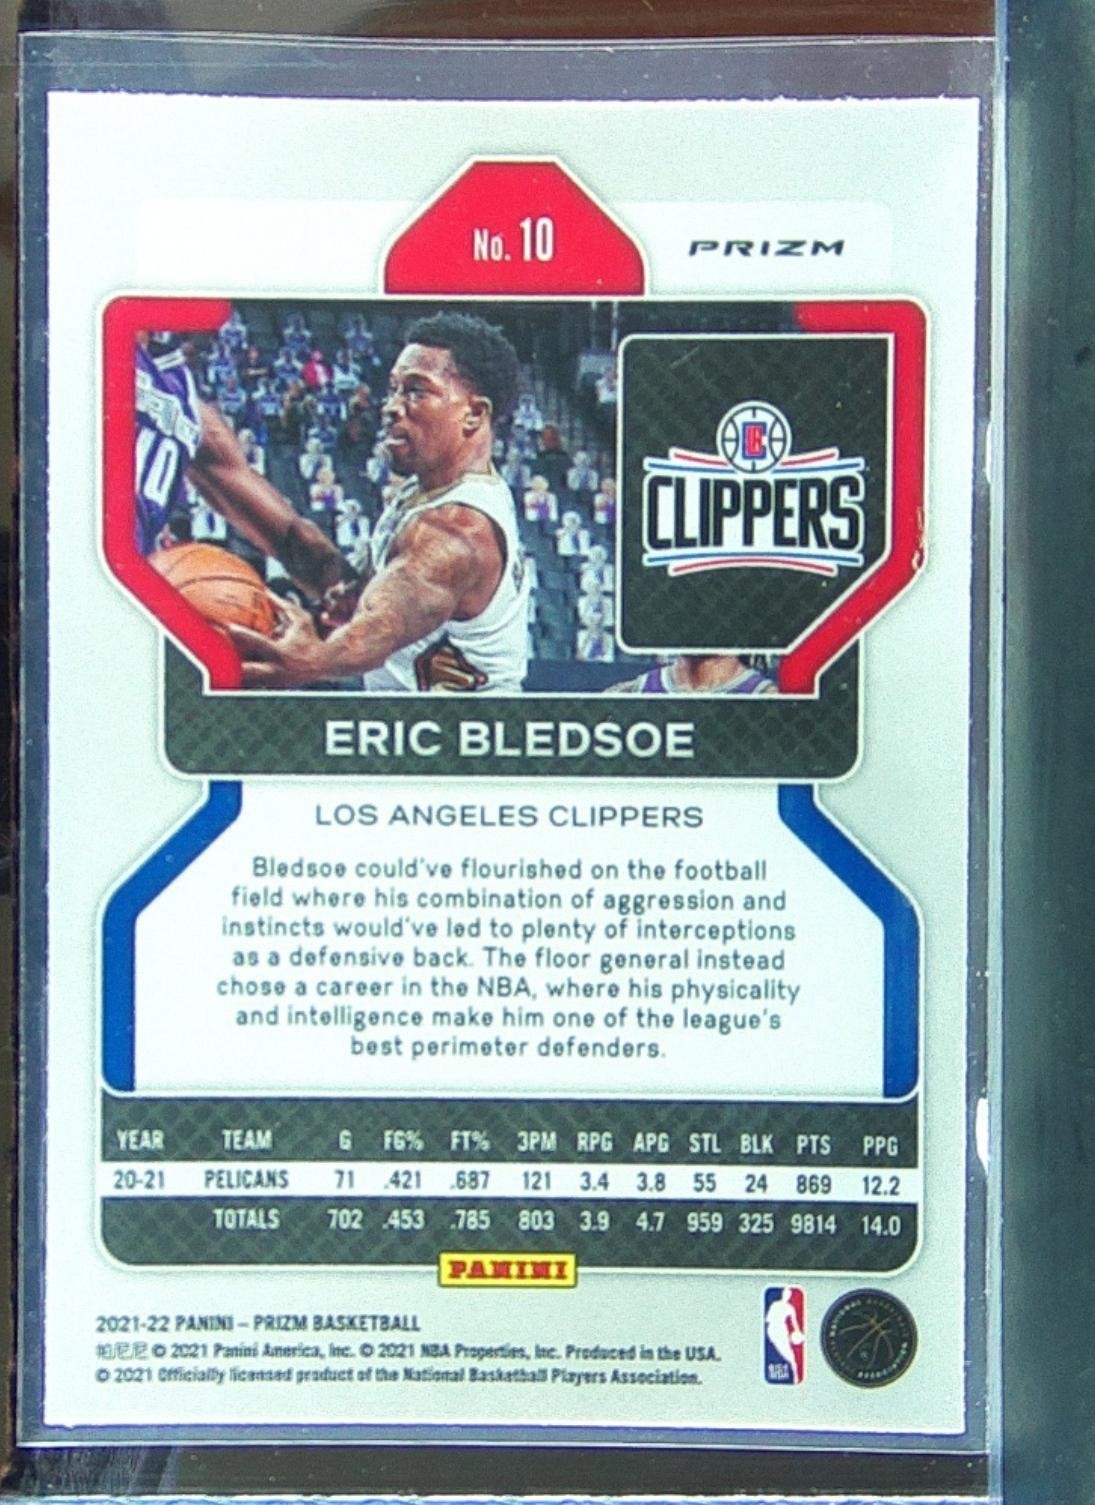 No. 10
PRIZM
10
CLIPPERS
ERIC BLEDSOE
LOS ANGELES CLIPPERS
Bledsoe could've flourished on the football
field where his combination of aggression and
instincts would've led to plenty of interceptions
as a defensive back. The floor general instead
chose a career in the NBA, where his physicality
and intelligence make him one of the league's
best perimeter defenders.
YEAR TEAM G FG% FT% 3PM RPG APG STL BLK PTS PPG
20-21 PELICANS 71 .421 .687 121 3.4 3.8 55 24 869 12.2
TOTALS 702 .453 .785 803 3.9 4.7 959 325 9814 14.0
PANINI
2021-22 PANINI – PRIZM BASKETBALL
帕尼尼 © 2021 Panini America, Inc. © 2021 NBA Properties, Inc. Produced in the USA.
© 2021 Officially licensed product of the National Basketball Players Association.